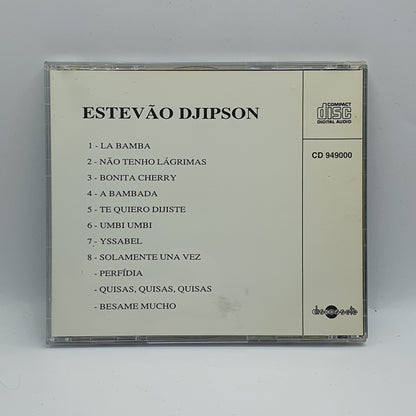 ESTEVÃO DJIPSON
1 - LA BAMBA
2 - NÃO TENHO LÁGRIMAS
3 - BONITA CHERRY
4 - A BAMBADA
5 - TE QUIERO DIJISTE
6 - UMBI UMBI
7 - YSSABEL
8 - SOLAMENTE UNA VEZ
- PERFÍDIA
- QUISAS, QUISAS, QUISAS
- BESAME MUCHO
COMPACT
disc
DIGITAL AUDIO
CD 949000